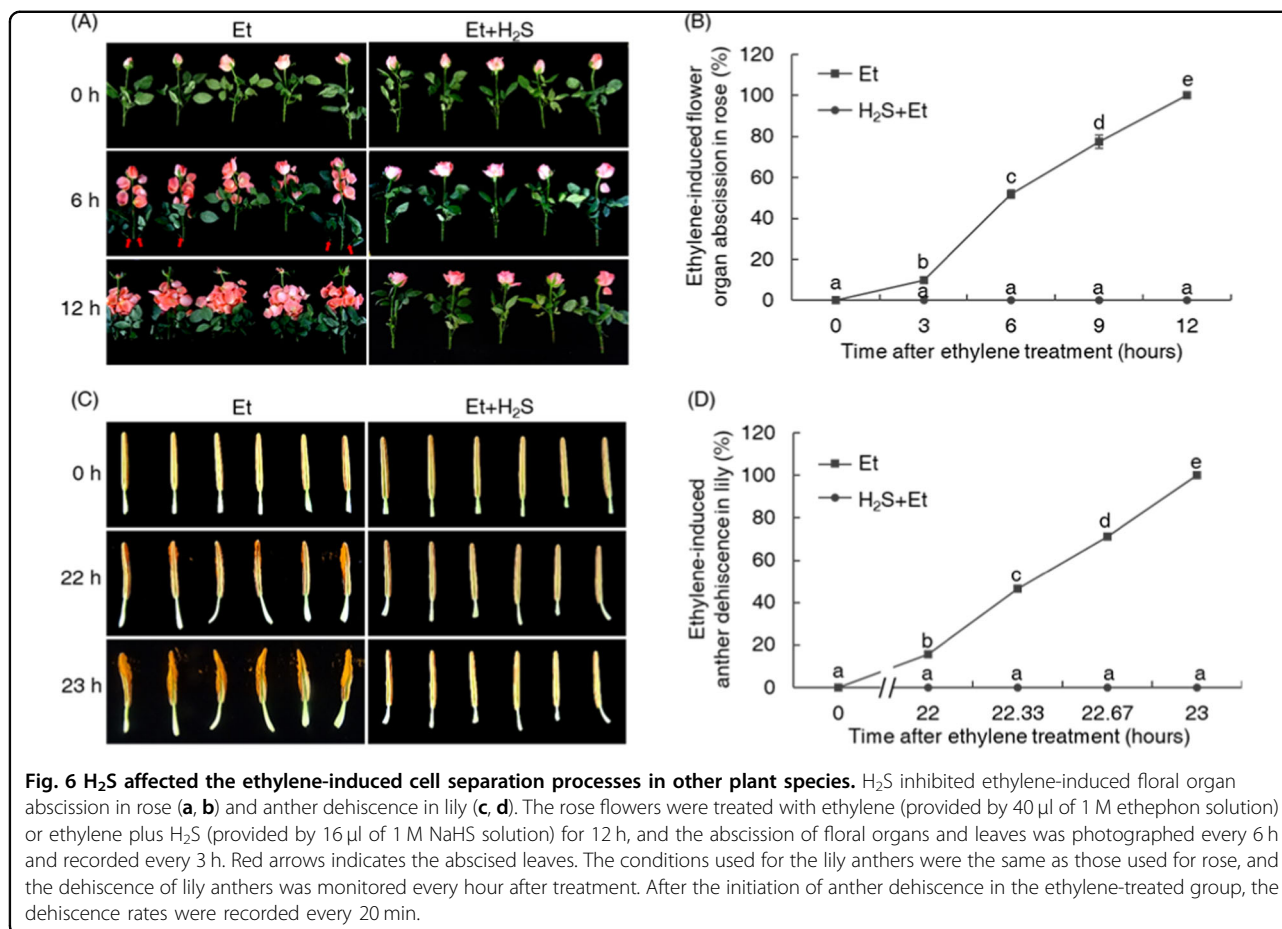 (A)
Et
Et+H₂S
0 h
6 h
12 h
(B)
Ethylene-induced flower
organ abscission in rose (%)
120
100
80
60
40
20
0
Et
H₂S+Et
a
b
a
c
a
d
a
e
a
0
3
6
9
12
Time after ethylene treatment (hours)
(C)
Et
Et+H₂S
0 h
22 h
23 h
(D)
Ethylene-induced
anther dehiscence in lily (%)
120
100
80
60
40
20
0
Et
H₂S+Et
a
b
a
c
a
d
a
e
a
0
22
22.33
22.67
23
Time after ethylene treatment (hours)
Fig. 6 H₂S affected the ethylene-induced cell separation processes in other plant species. H₂S inhibited ethylene-induced floral organ
abscission in rose (a, b) and anther dehiscence in lily (c, d). The rose flowers were treated with ethylene (provided by 40 µl of 1 M ethephon solution)
or ethylene plus H₂S (provided by 16 µl of 1 M NaHS solution) for 12 h, and the abscission of floral organs and leaves was photographed every 6 h
and recorded every 3 h. Red arrows indicates the abscised leaves. The conditions used for the lily anthers were the same as those used for rose, and
the dehiscence of lily anthers was monitored every hour after treatment. After the initiation of anther dehiscence in the ethylene-treated group, the
dehiscence rates were recorded every 20 min.